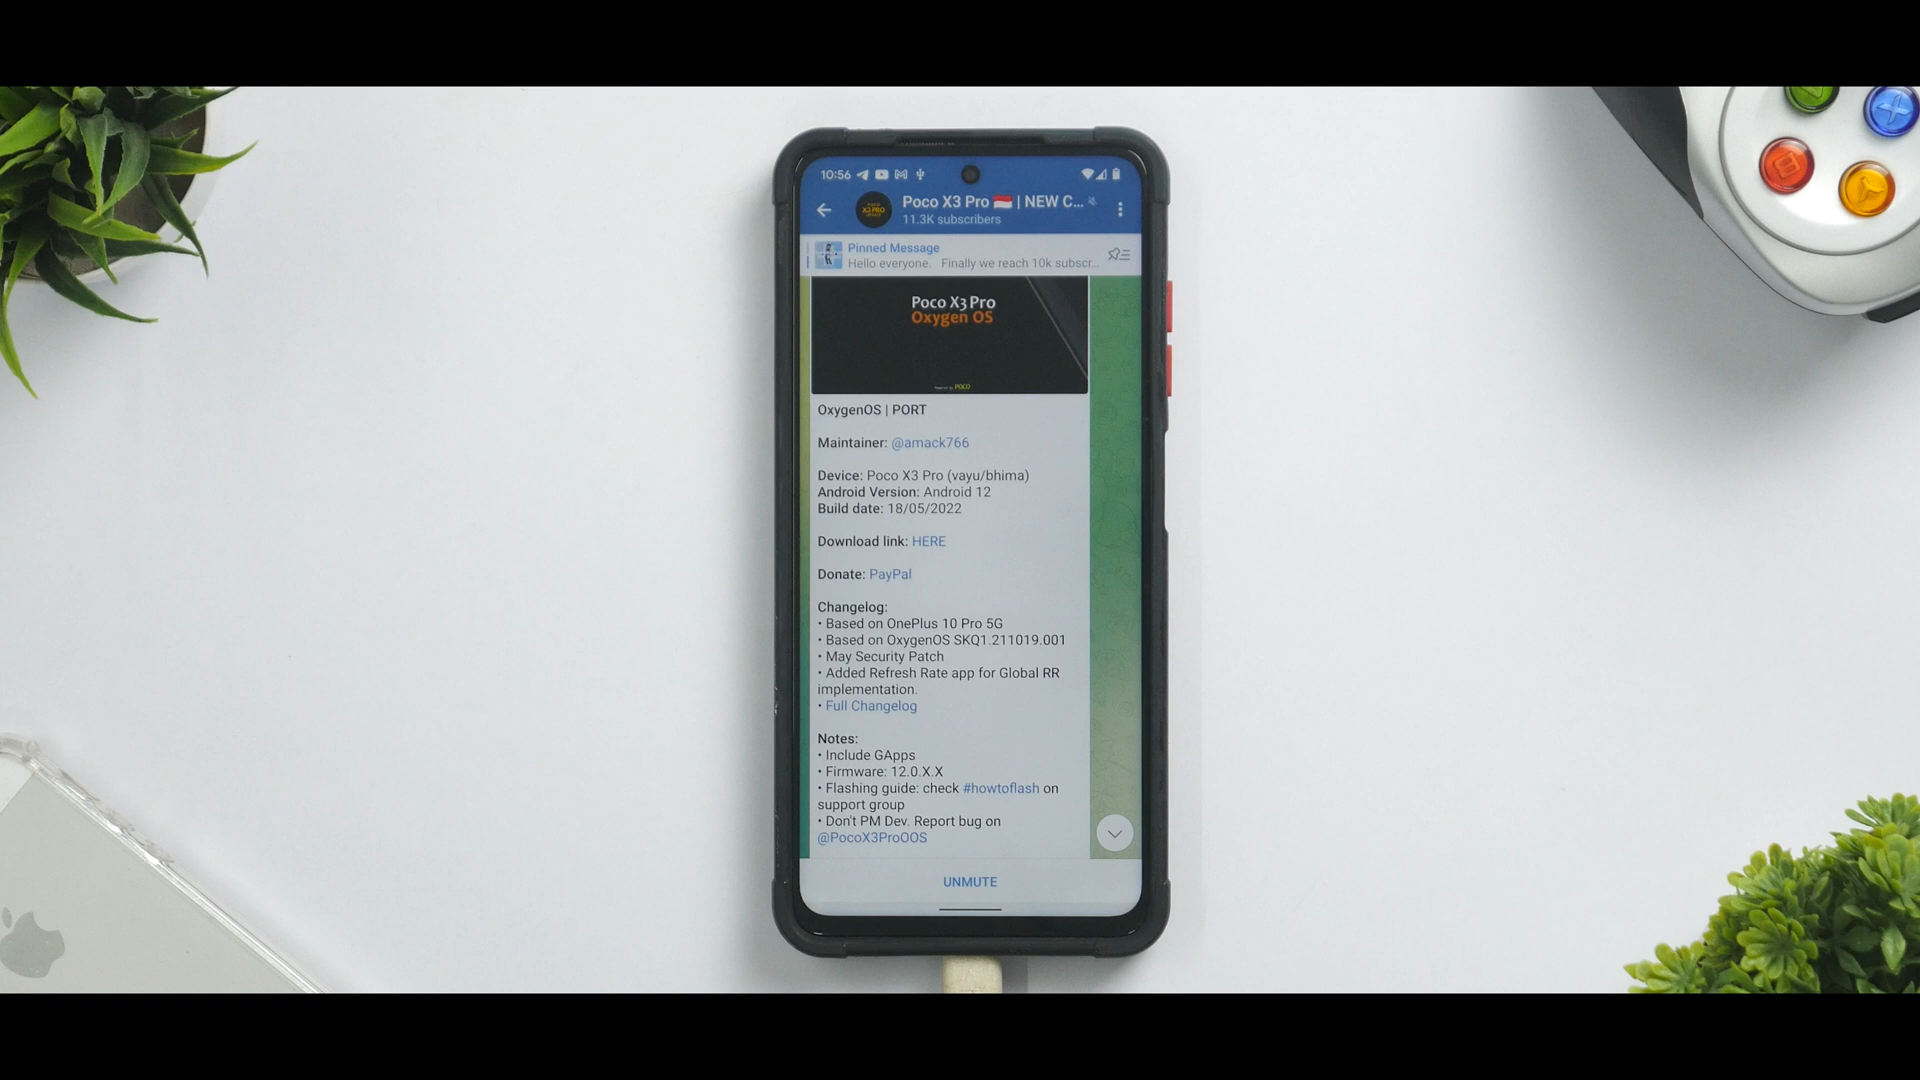 10:56
Poco X3 Pro 🇮🇩 | NEW C...
11.3K subscribers
Pinned Message
Hello everyone.   Finally we reach 10k subscr...
Poco X3 Pro
Oxygen OS
Powered by POCO
OxygenOS | PORT
Maintainer: @amack766
Device: Poco X3 Pro (vayu/bhima)
Android Version: Android 12
Build date: 18/05/2022
Download link: HERE
Donate: PayPal
Changelog:
• Based on OnePlus 10 Pro 5G
• Based on OxygenOS SKQ1.211019.001
• May Security Patch
• Added Refresh Rate app for Global RR
implementation.
• Full Changelog
Notes:
• Include GApps
• Firmware: 12.0.X.X
• Flashing guide: check #howtoflash on
support group
• Don't PM Dev. Report bug on
@PocoX3ProOOS
UNMUTE